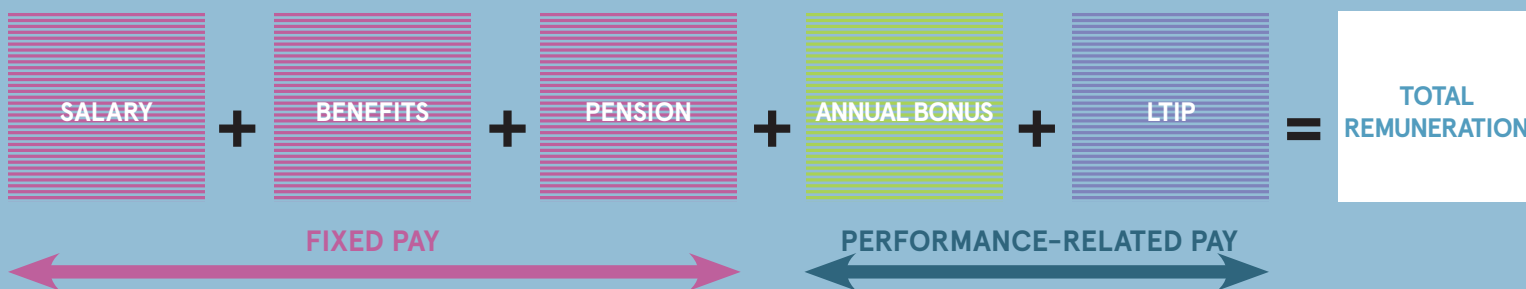 SALARY
+
BENEFITS
+
PENSION
+
ANNUAL BONUS
+
LTIP
=
TOTAL
REMUNERATION
FIXED PAY
PERFORMANCE-RELATED PAY